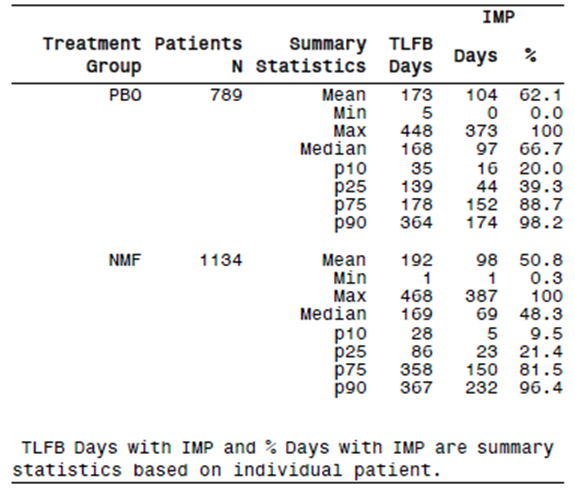 IMP
Treatment Patients Summary TLFB Days %
Group N Statistics Days
PBO 789 Mean 173 104 62.1
Min 5 0 0.0
Max 448 373 100
Median 168 97 66.7
p10 35 16 20.0
p25 139 44 39.3
p75 178 152 88.7
p90 364 174 98.2
NMF 1134 Mean 192 98 50.8
Min 1 1 0.3
Max 468 387 100
Median 169 69 48.3
p10 28 5 9.5
p25 86 23 21.4
p75 358 150 81.5
p90 367 232 96.4
TLFB Days with IMP and % Days with IMP are summary
statistics based on individual patient.